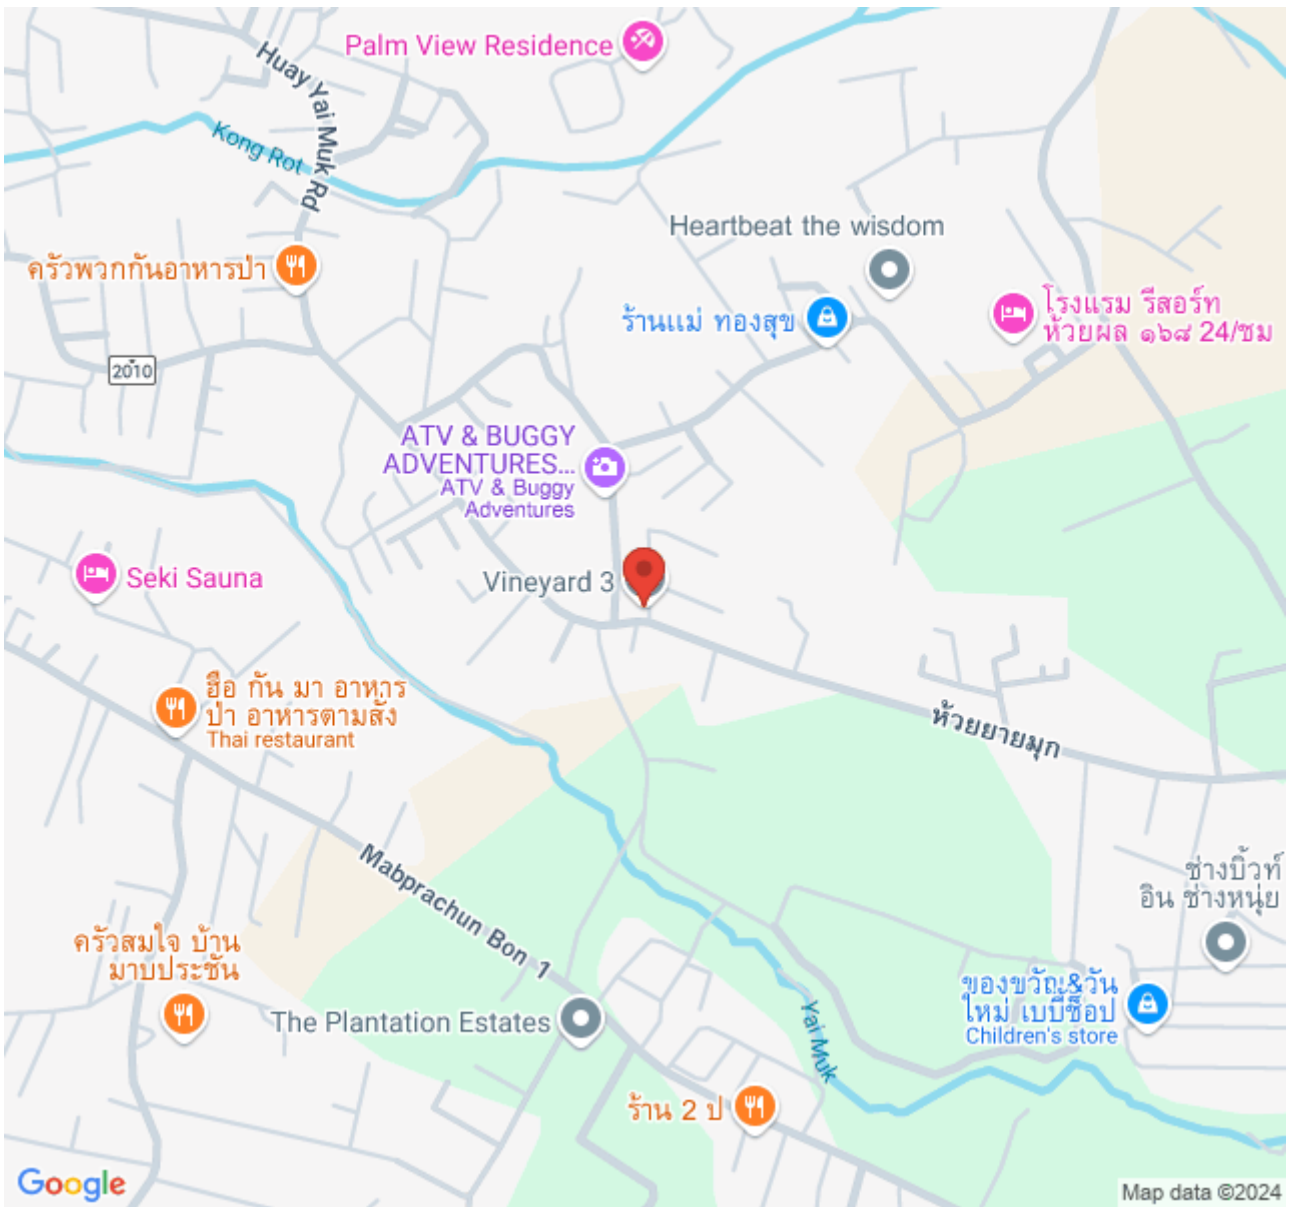 Palm View Residence
Huay Yai Muk Rd
Kong Rot
Heartbeat the wisdom
ครัวพวกกันอาหารป่า
ร้านแม่ ทองสุข
โรงแรม รีสอร์ท
ห้วยผล ๑๖๘ 24/ชม
2010
ATV & BUGGY
ADVENTURES...
ATV & Buggy
Adventures
Seki Sauna
Vineyard 3
ฮือ กัน มา อาหาร
ป่า อาหารตามสั่ง
Thai restaurant
ห้วยยายมุก
Mabprachun Bon 1
ช่างบิ้วท์
อิน ช่างหนุ่ย
ครัวสมใจ บ้าน
มาบประชัน
ของขวัญ&วัน
ใหม่ เบบี้ช็อป
Children's store
The Plantation Estates
Yai Muk
ร้าน 2 ป
Google
Map data ©2024